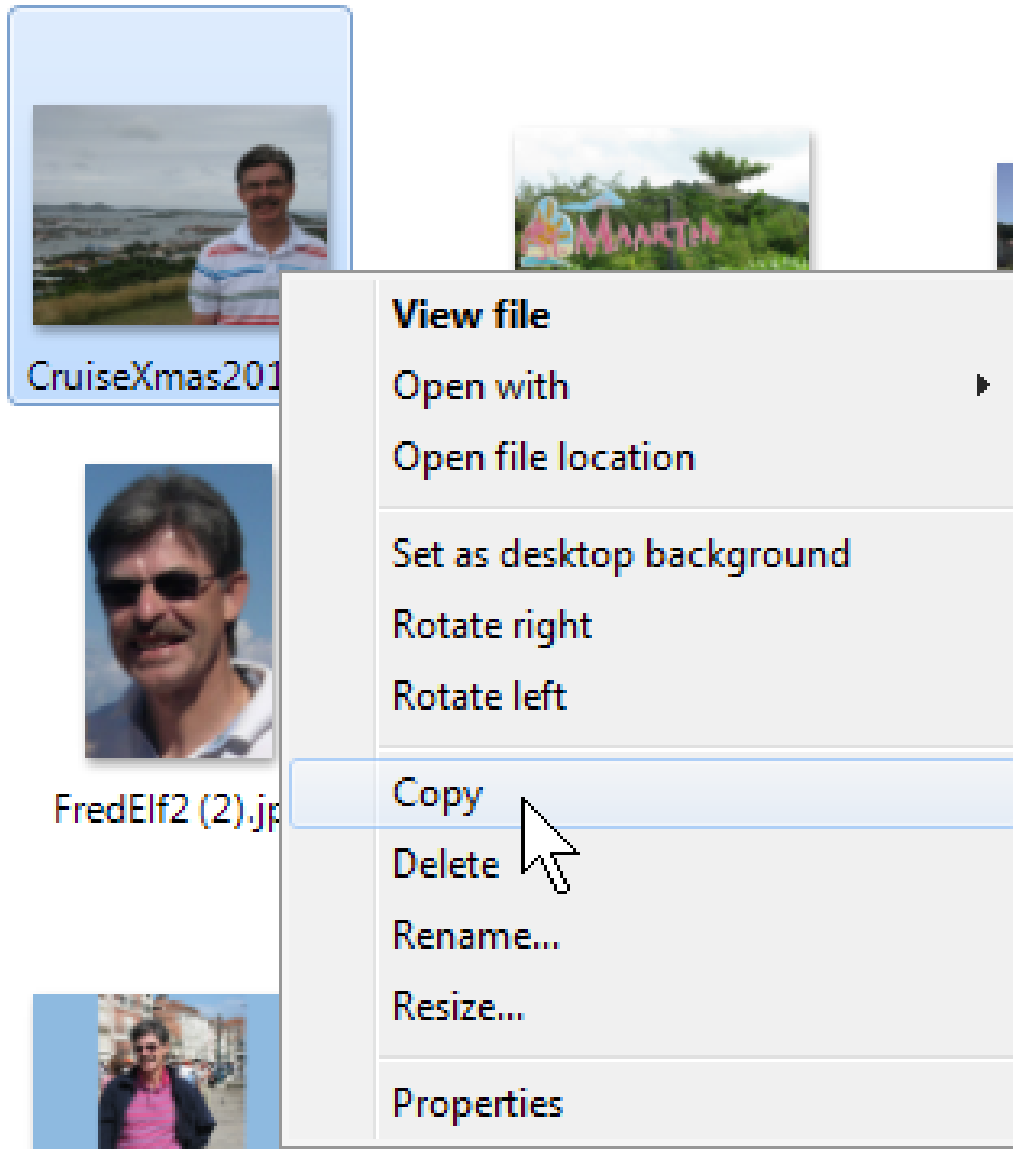 MAARTEN
CruiseXmas201
View file
Open with
Open file location
Set as desktop background
Rotate right
Rotate left
FredElf2 (2).jp
Copy
Delete
Rename...
Resize...
Properties